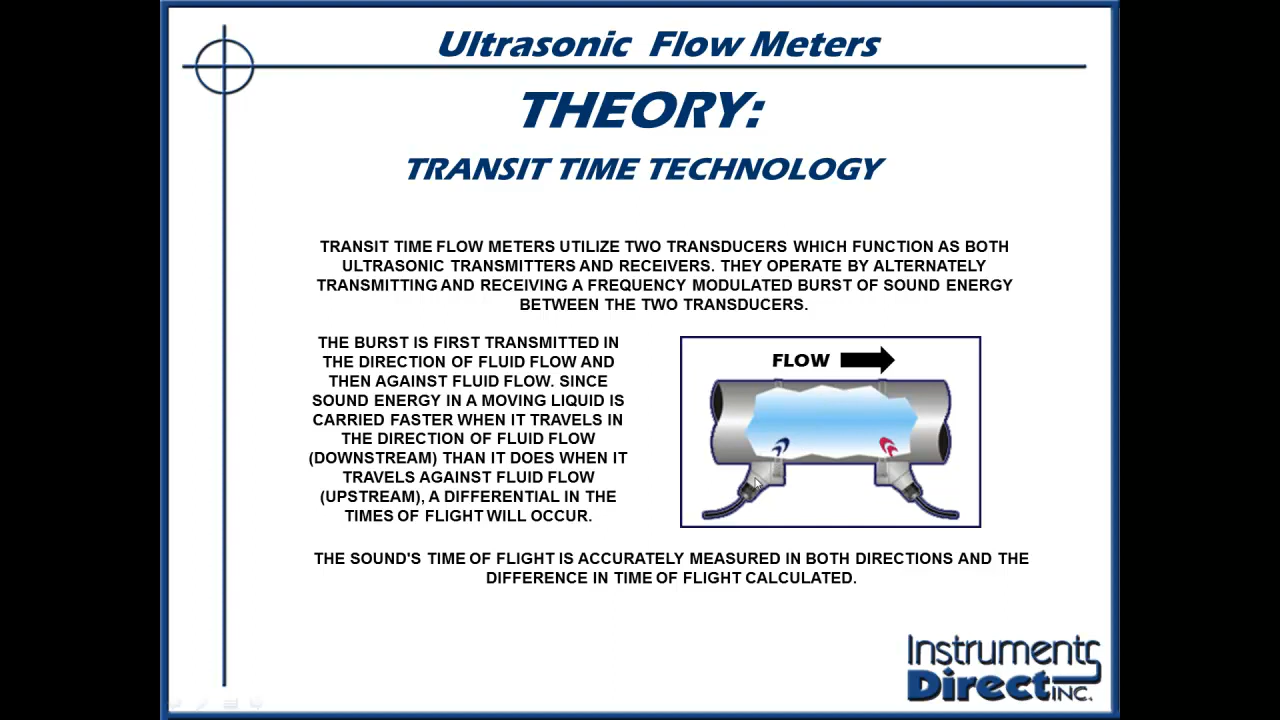 Ultrasonic Flow Meters
THEORY:
TRANSIT TIME TECHNOLOGY
TRANSIT TIME FLOW METERS UTILIZE TWO TRANSDUCERS WHICH FUNCTION AS BOTH
ULTRASONIC TRANSMITTERS AND RECEIVERS. THEY OPERATE BY ALTERNATELY
TRANSMITTING AND RECEIVING A FREQUENCY MODULATED BURST OF SOUND ENERGY
BETWEEN THE TWO TRANSDUCERS.
THE BURST IS FIRST TRANSMITTED IN
THE DIRECTION OF FLUID FLOW AND
THEN AGAINST FLUID FLOW. SINCE
SOUND ENERGY IN A MOVING LIQUID IS
CARRIED FASTER WHEN IT TRAVELS IN
THE DIRECTION OF FLUID FLOW
(DOWNSTREAM) THAN IT DOES WHEN IT
TRAVELS AGAINST FLUID FLOW
(UPSTREAM), A DIFFERENTIAL IN THE
TIMES OF FLIGHT WILL OCCUR.
FLOW
THE SOUND'S TIME OF FLIGHT IS ACCURATELY MEASURED IN BOTH DIRECTIONS AND THE
DIFFERENCE IN TIME OF FLIGHT CALCULATED.
Instruments
Direct INC.